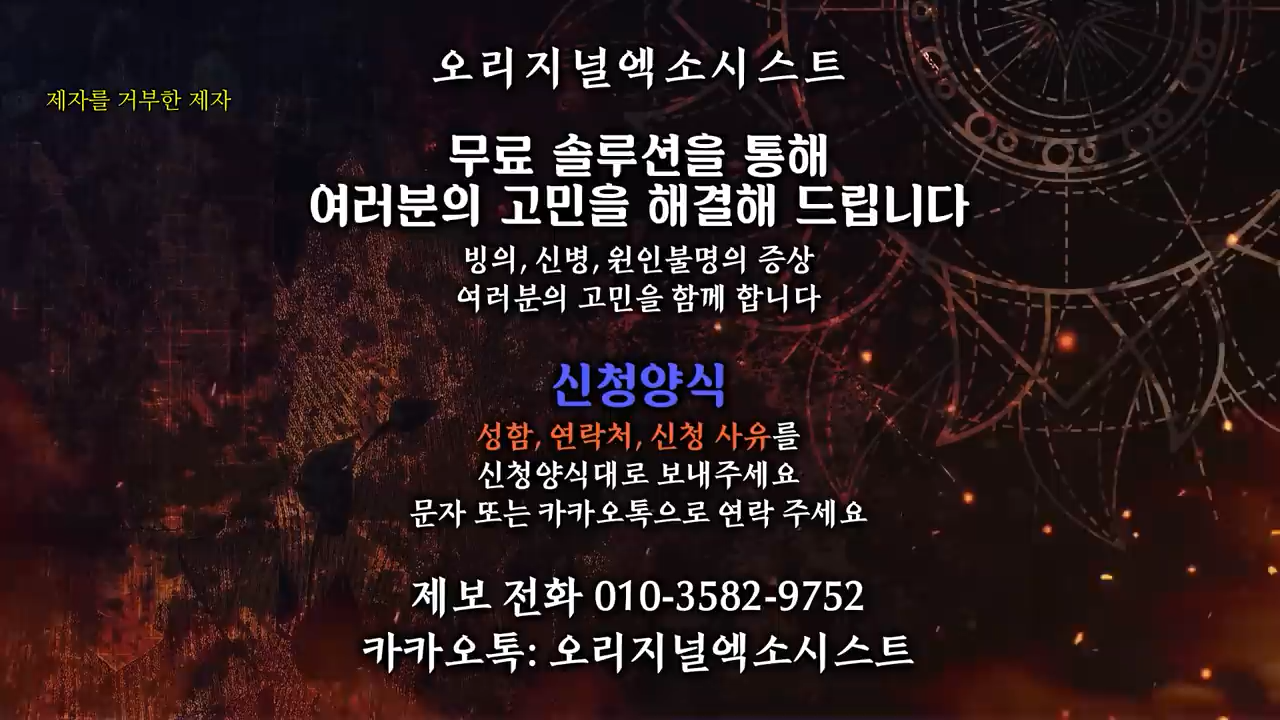 오리지널엑소시스트
제자를 거부한 제자
무료 솔루션을 통해
여러분의 고민을 해결해 드립니다
빙의, 신병, 원인불명의 증상
여러분의 고민을 함께 합니다
신청양식
성함, 연락처, 신청 사유를
신청양식대로 보내주세요
문자 또는 카카오톡으로 연락 주세요
제보 전화 010-3582-9752
카카오톡: 오리지널엑소시스트